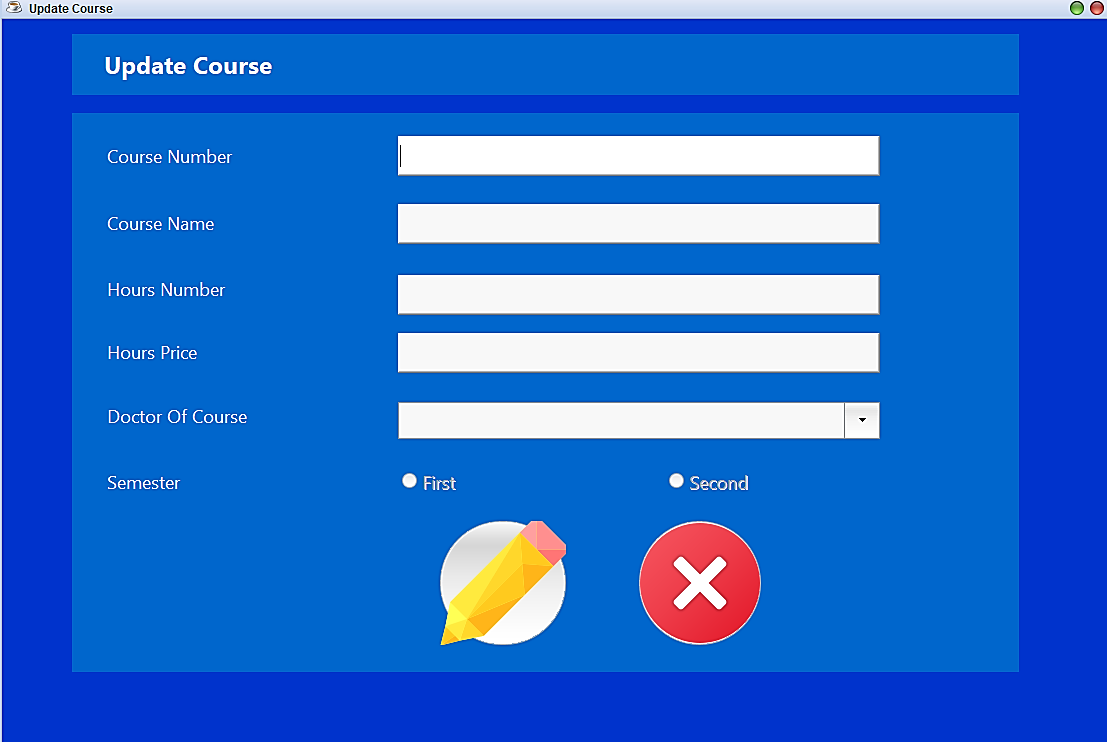 Update Course
Update Course
Course Number
Course Name
Hours Number
Hours Price
Doctor Of Course
Semester First Second